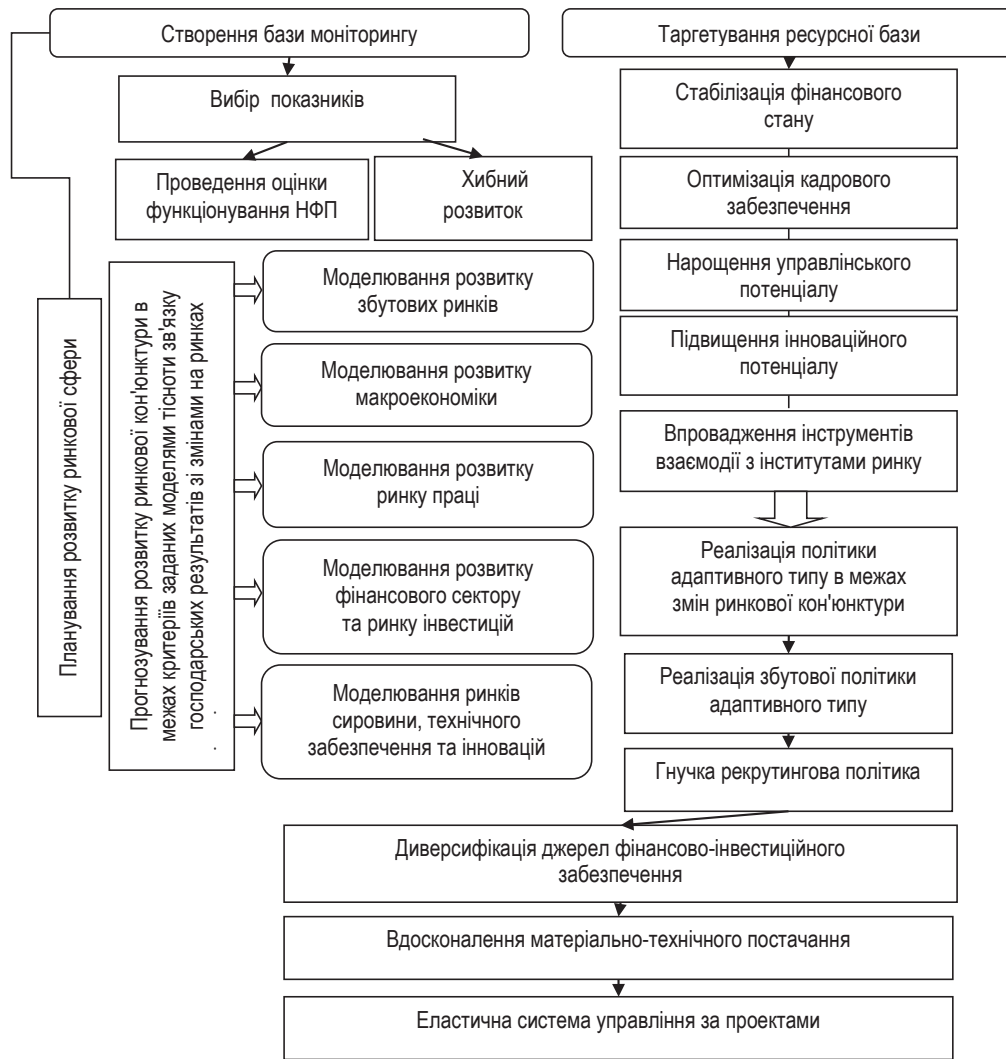 Створення бази моніторингу
Вибір показників
Проведення оцінки
функціонування НФП
Хибний
розвиток
Планування розвитку ринкової сфери
Прогнозування розвитку ринкової кон'юнктури в
межах критеріїв заданих моделями тісноти зв'язку
господарських результатів зі змінами на ринках
Моделювання розвитку
збутових ринків
Моделювання розвитку
макроекономіки
Моделювання розвитку
ринку праці
Моделювання розвитку
фінансового сектору
та ринку інвестицій
Моделювання ринків
сировини, технічного
забезпечення та інновацій
Таргетування ресурсної бази
Стабілізація фінансового
стану
Оптимізація кадрового
забезпечення
Нарощення управлінського
потенціалу
Підвищення інноваційного
потенціалу
Впровадження інструментів
взаємодії з інститутами ринку
Реалізація політики
адаптивного типу в межах
змін ринкової кон'юнктури
Реалізація збутової політики
адаптивного типу
Гнучка рекрутингова політика
Диверсифікація джерел фінансово-інвестиційного
забезпечення
Вдосконалення матеріально-технічного постачання
Еластична система управління за проектами